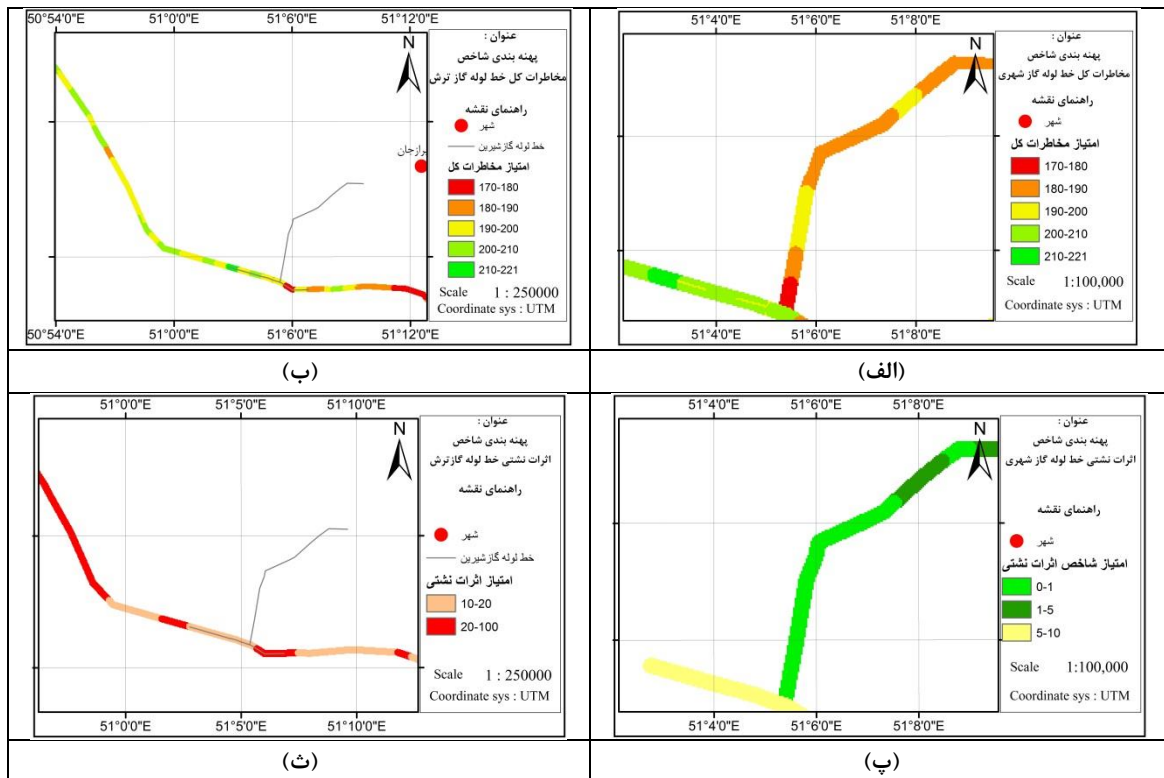 51°4'0"E 51°6'0"E 51°8'0"E
N
عنوان :
پهنه بندی شاخص
مخاطرات کل خط لوله گاز شهری
راهنمای نقشه
شهر
امتیاز مخاطرات کل
170-180
180-190
190-200
200-210
210-221
Scale 1:100,000
Coordinate sys : UTM
51°4'0"E 51°6'0"E 51°8'0"E
(الف)
50°54'0"E 51°0'0"E 51°6'0"E 51°12'0"E
N
برازجان
عنوان :
پهنه بندی شاخص
مخاطرات کل خط لوله گاز ترش
راهنمای نقشه
شهر
خط لوله گازشیرین
امتیاز مخاطرات کل
170-180
180-190
190-200
200-210
210-221
Scale 1 : 250000
Coordinate sys : UTM
50°54'0"E 51°0'0"E 51°6'0"E 51°12'0"E
(ب)
51°4'0"E 51°6'0"E 51°8'0"E
N
عنوان :
پهنه بندی شاخص
اثرات نشتی خط لوله گاز شهری
راهنمای نقشه
شهر
امتیاز شاخص اثرات نشتی
0-1
1-5
5-10
Scale 1:100,000
Coordinate sys : UTM
51°4'0"E 51°6'0"E 51°8'0"E
(پ)
51°0'0"E 51°5'0"E 51°10'0"E
N
عنوان :
پهنه بندی شاخص
اثرات نشتی خط لوله گازترش
راهنمای نقشه
شهر
خط لوله گازشیرین
امتیاز اثرات نشتی
10-20
20-100
Scale 1 : 250000
Coordinate sys : UTM
51°0'0"E 51°5'0"E 51°10'0"E
(ث)